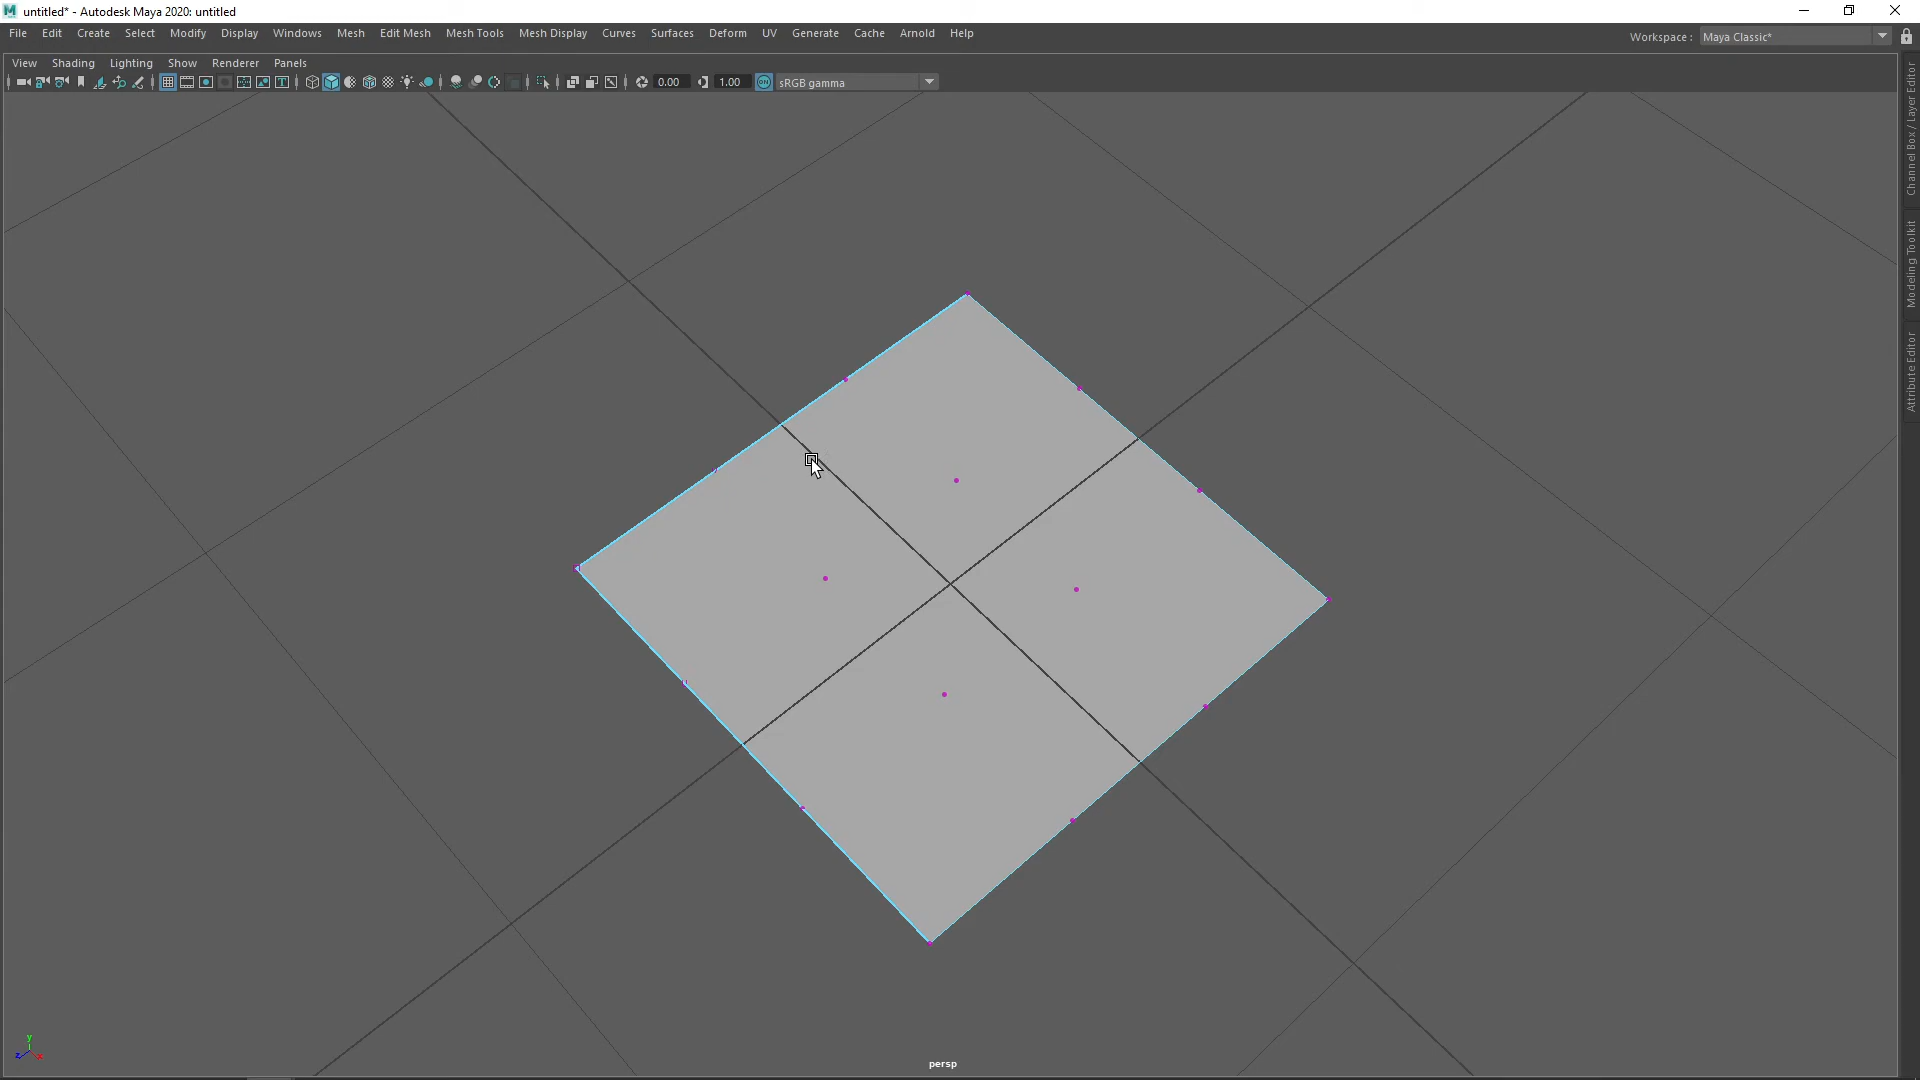 untitled* - Autodesk Maya 2020: untitled
File Edit Create Select Modify Display Windows Mesh Edit Mesh Mesh Tools Mesh Display Curves Surfaces Deform UV Generate Cache Arnold Help
Workspace : Maya Classic*
View Shading Lighting Show Renderer Panels
0.00 1.00 ON sRGB gamma
Channel Box / Layer Editor
Modeling Toolkit
Attribute Editor
y
z x
persp